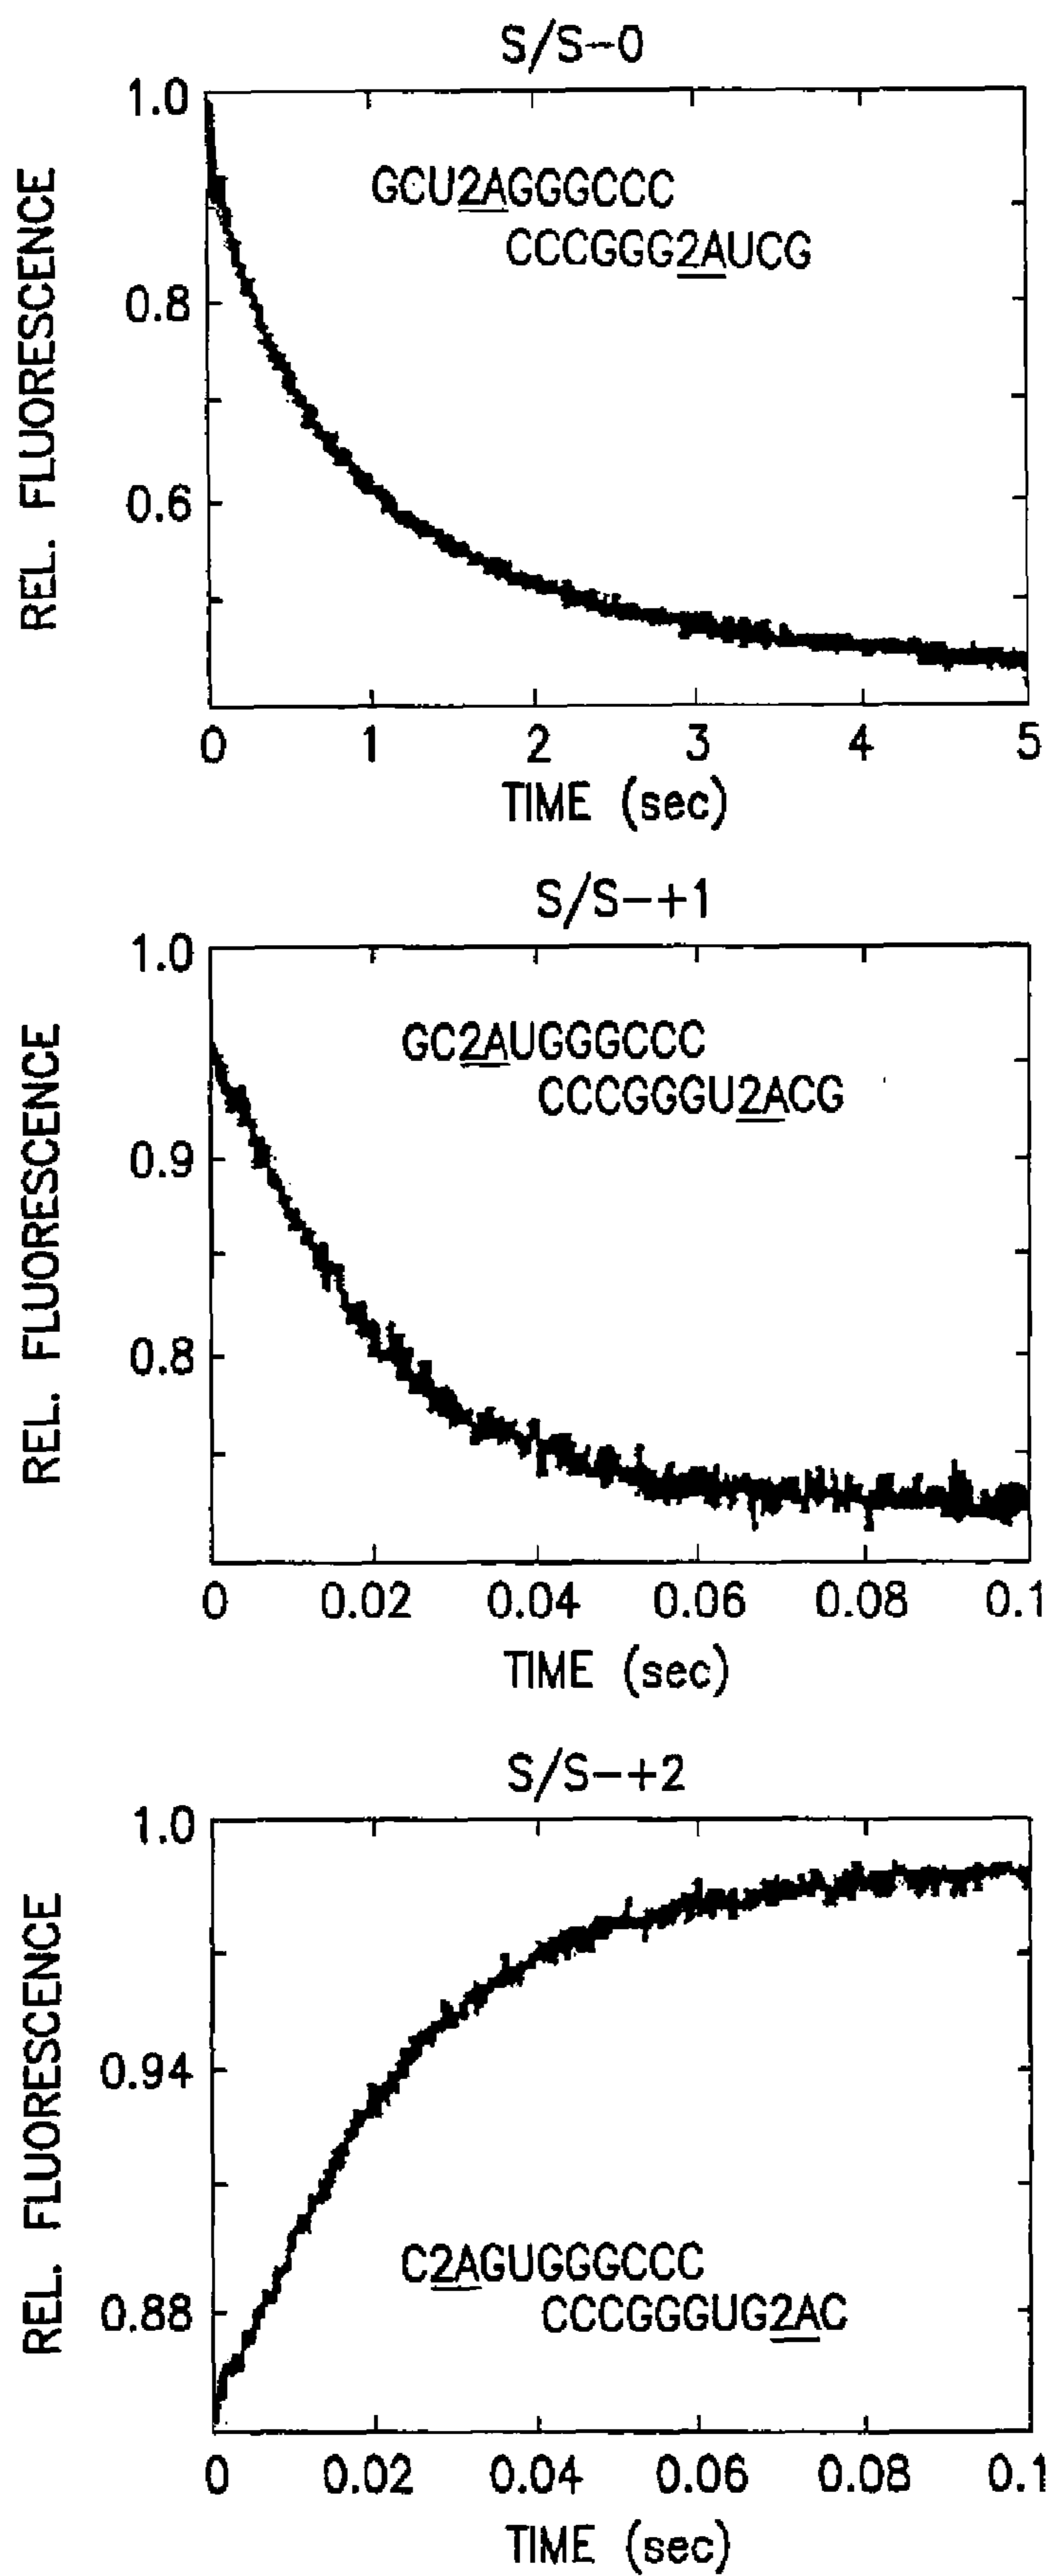 S/S-0
REL. FLUORESCENCE
1.0
0.8
0.6
GCU2AGGGCCC
CCCGGG2AUCG
0 1 2 3 4 5
TIME (sec)
S/S-+1
REL. FLUORESCENCE
1.0
0.9
0.8
GC2AUGGGCCC
CCCGGGU2ACG
0 0.02 0.04 0.06 0.08 0.1
TIME (sec)
S/S-+2
REL. FLUORESCENCE
1.0
0.94
0.88
C2AGUGGGCCC
CCCGGGUG2AC
0 0.02 0.04 0.06 0.08 0.1
TIME (sec)